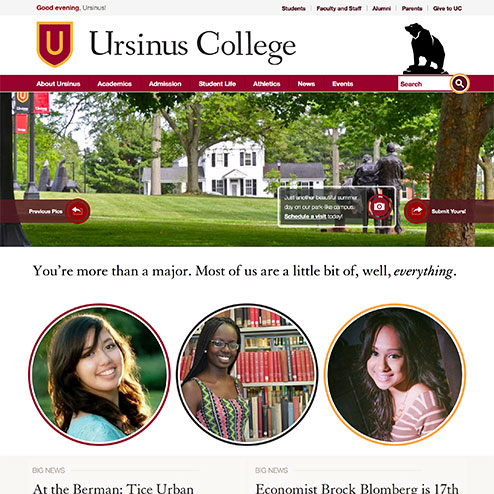 Good evening, Ursinus!
Students | Faculty and Staff | Alumni | Parents | Give to UC
U
Ursinus College
About Ursinus Academics Admission Student Life Athletics News Events
Search
Just another beautiful summer
day on our park-like campus.
Schedule a visit today!
Previous Pics
Submit Yours!
You're more than a major. Most of us are a little bit of, well, everything.
BIG NEWS
At the Berman: Tice Urban
BIG NEWS
Economist Brock Blomberg is 17th